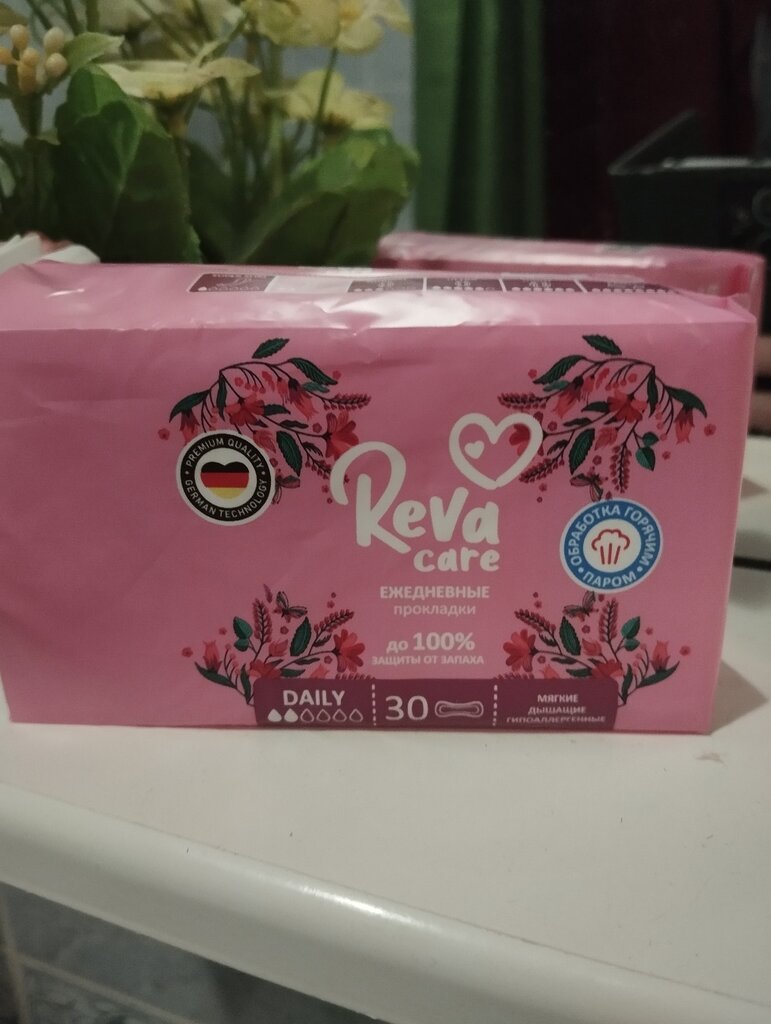 PREMIUM QUALITY
GERMAN TECHNOLOGY
Reva
care
ОБРАБОТКА ГОРЯЧИМ
ПАРОМ
ЕЖЕДНЕВНЫЕ
прокладки
до 100%
ЗАЩИТЫ ОТ ЗАПАХА
DAILY
30
МЯГКИЕ
ДЫШАЩИЕ
ГИПОАЛЛЕРГЕННЫЕ